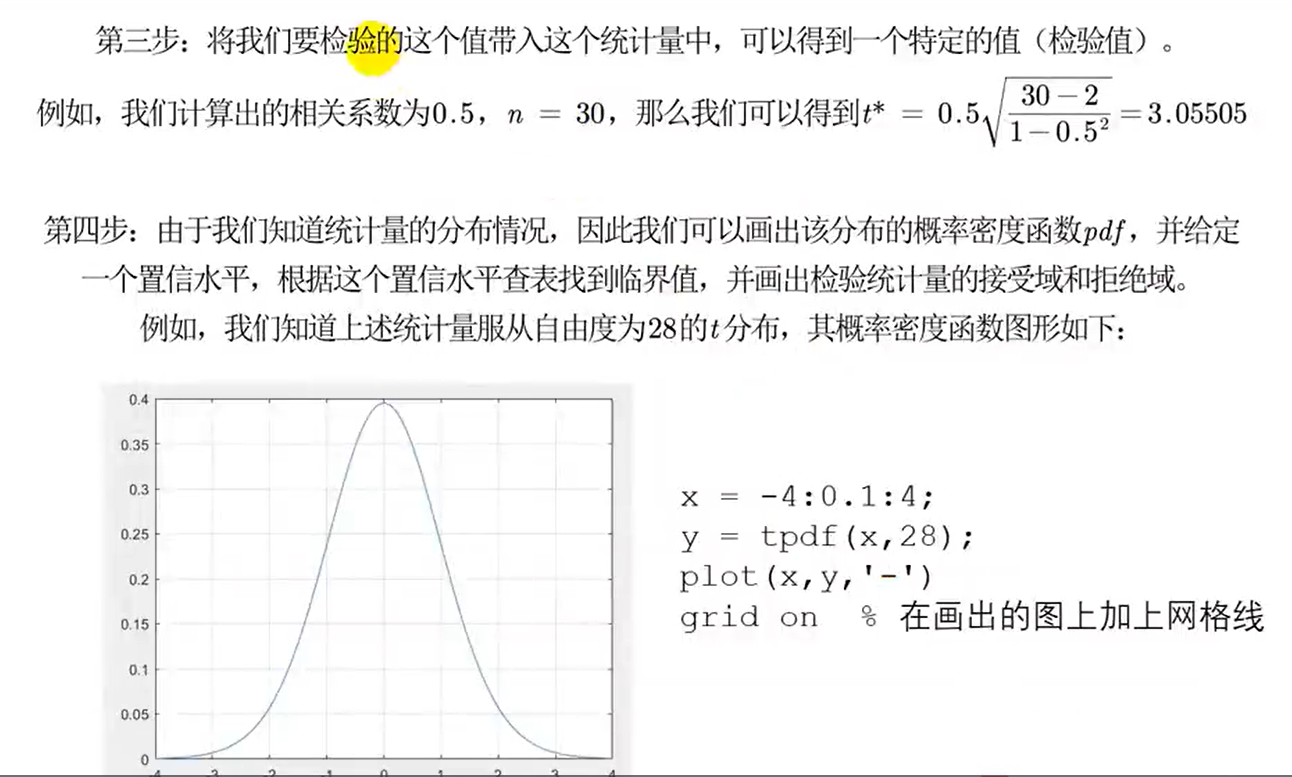 第三步：将我们要检验的这个值带入这个统计量中，可以得到一个特定的值（检验值）。
例如，我们计算出的相关系数为0.5，n = 30，那么我们可以得到t* = 0.5√((30−2)/(1−0.5²)) = 3.05505
第四步：由于我们知道统计量的分布情况，因此我们可以画出该分布的概率密度函数pdf，并给定
一个置信水平，根据这个置信水平查表找到临界值，并画出检验统计量的接受域和拒绝域。
例如，我们知道上述统计量服从自由度为28的t分布，其概率密度函数图形如下：
0.4
0.35
0.3
0.25
0.2
0.15
0.1
0.05
0
-4 -3 -2 -1 0 1 2 3 4
x = -4:0.1:4;
y = tpdf(x,28);
plot(x,y,'-')
grid on % 在画出的图上加上网格线